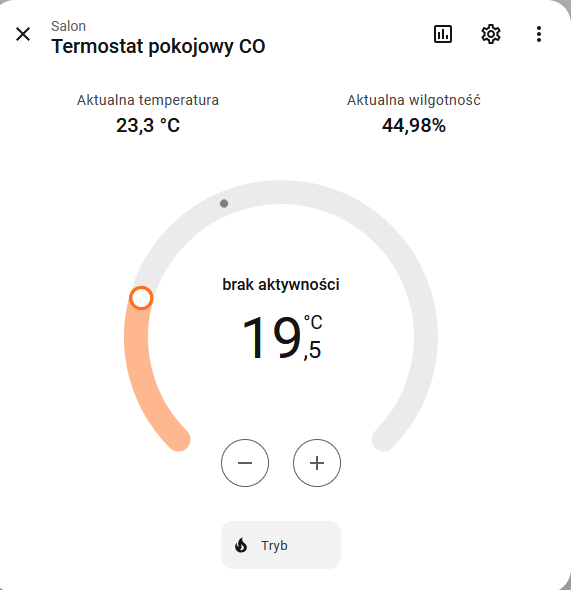 Salon
Termostat pokojowy CO
Aktualna temperatura
23,3 °C
Aktualna wilgotność
44,98%
brak aktywności
19,5 °C
Tryb